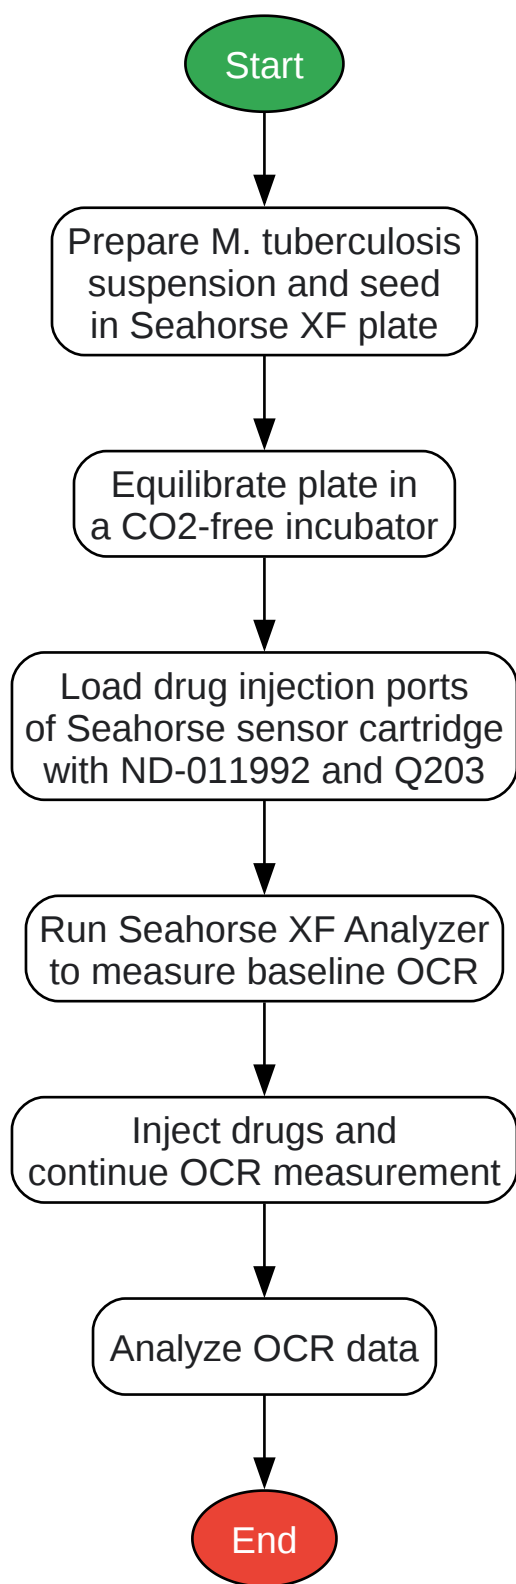 Start
Prepare M. tuberculosis
suspension and seed
in Seahorse XF plate
Equilibrate plate in
a CO2-free incubator
Load drug injection ports
of Seahorse sensor cartridge
with ND-011992 and Q203
Run Seahorse XF Analyzer
to measure baseline OCR
Inject drugs and
continue OCR measurement
Analyze OCR data
End